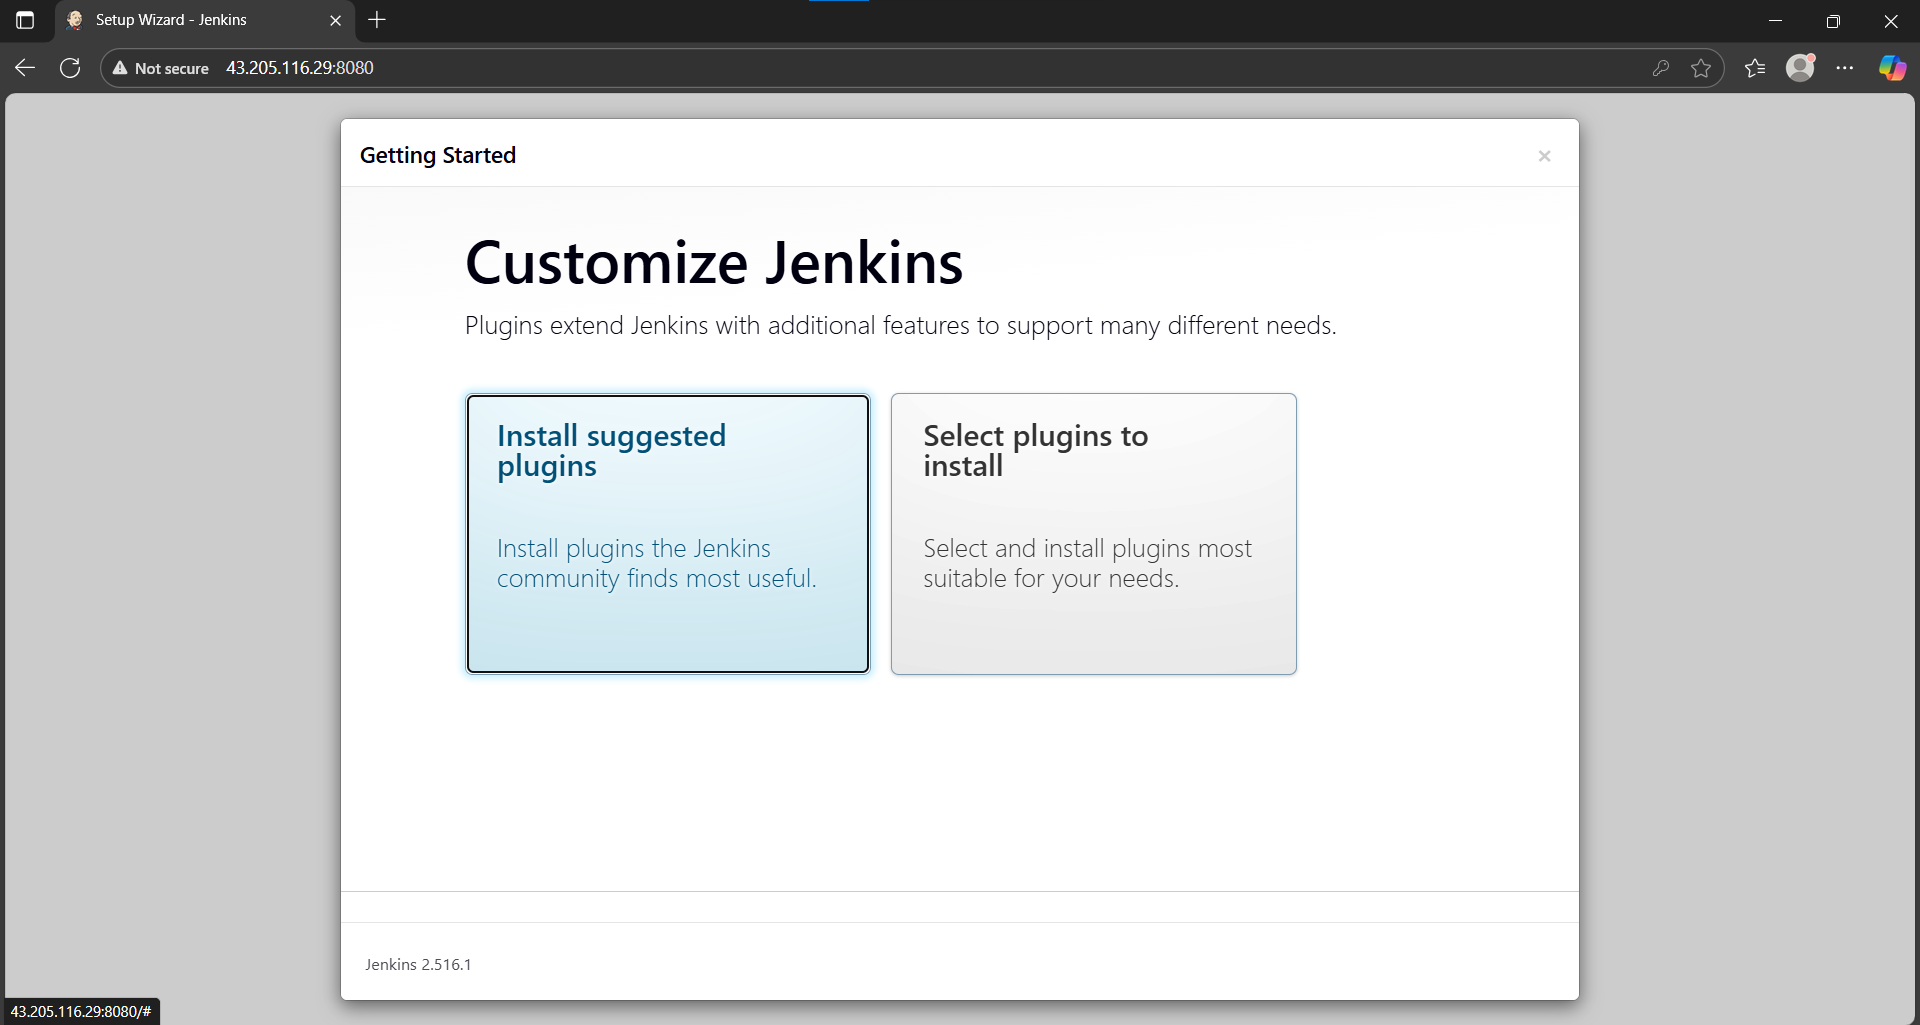 Setup Wizard - Jenkins
Not secure 43.205.116.29:8080
Getting Started
Customize Jenkins
Plugins extend Jenkins with additional features to support many different needs.
Install suggested
plugins
Install plugins the Jenkins
community finds most useful.
Select plugins to
install
Select and install plugins most
suitable for your needs.
Jenkins 2.516.1
43.205.116.29:8080/#